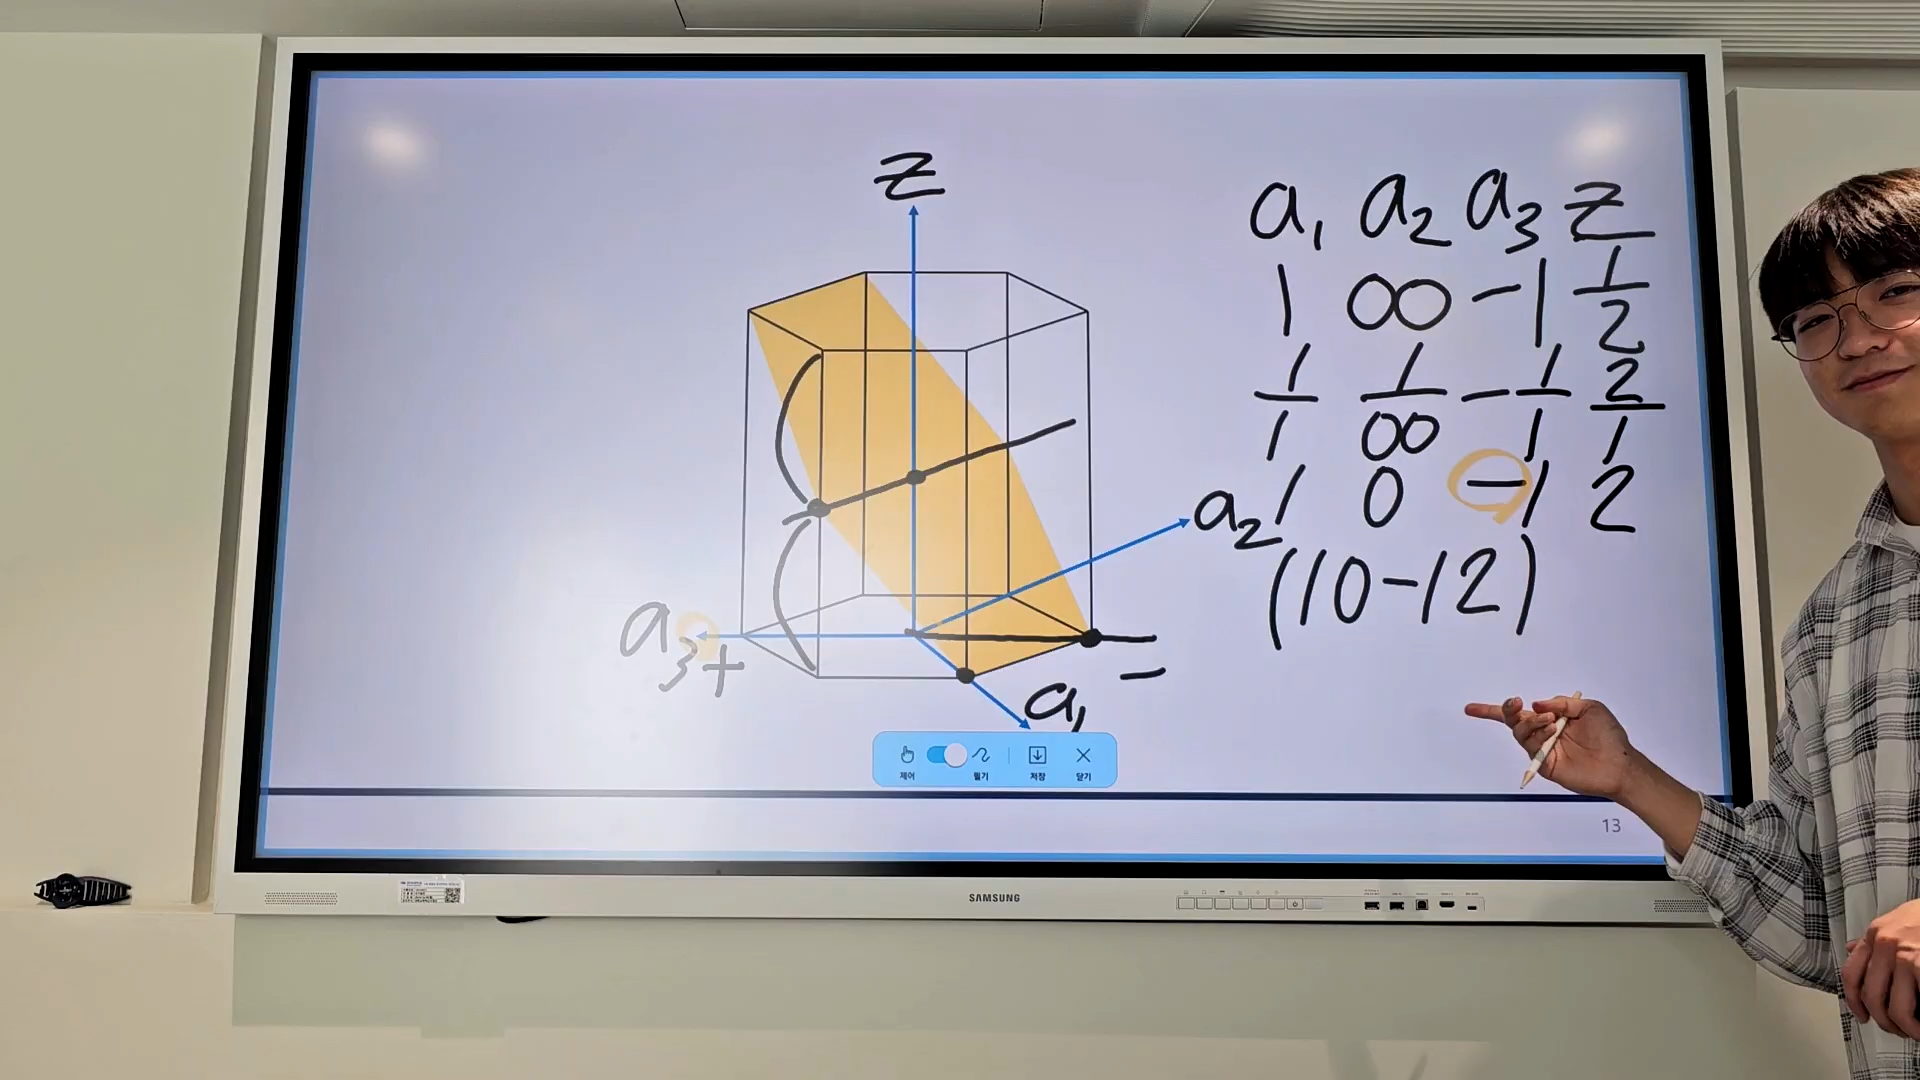 z
a₁ a₂ a₃ z
1 ∞ -1 1/2
1/1 1/∞ -1/1 2/1
a₂
1 0 -1 2
(10-12)
a₃+
a₁ -
제어 필기 저장 닫기
13
SAMSUNG